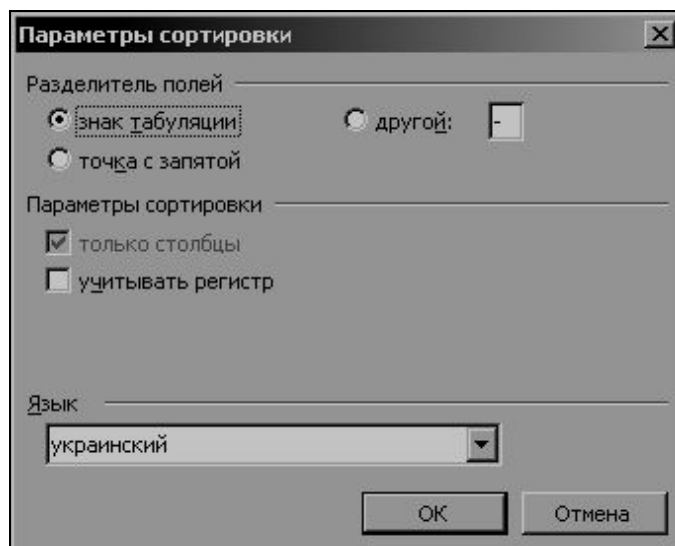 Параметры сортировки
Разделитель полей
знак табуляции
другой: -
точка с запятой
Параметры сортировки
только столбцы
учитывать регистр
Язык
украинский
ОК Отмена